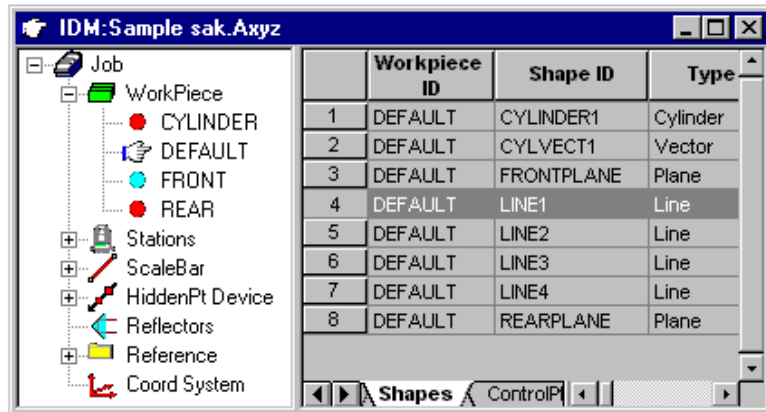 IDM:Sample sak.Axyz
Job
WorkPiece
CYLINDER
DEFAULT
FRONT
REAR
Stations
ScaleBar
HiddenPt Device
Reflectors
Reference
Coord System
Workpiece ID Shape ID Type
1 DEFAULT CYLINDER1 Cylinder
2 DEFAULT CYLVECT1 Vector
3 DEFAULT FRONTPLANE Plane
4 DEFAULT LINE1 Line
5 DEFAULT LINE2 Line
6 DEFAULT LINE3 Line
7 DEFAULT LINE4 Line
8 DEFAULT REARPLANE Plane
Shapes ControlP